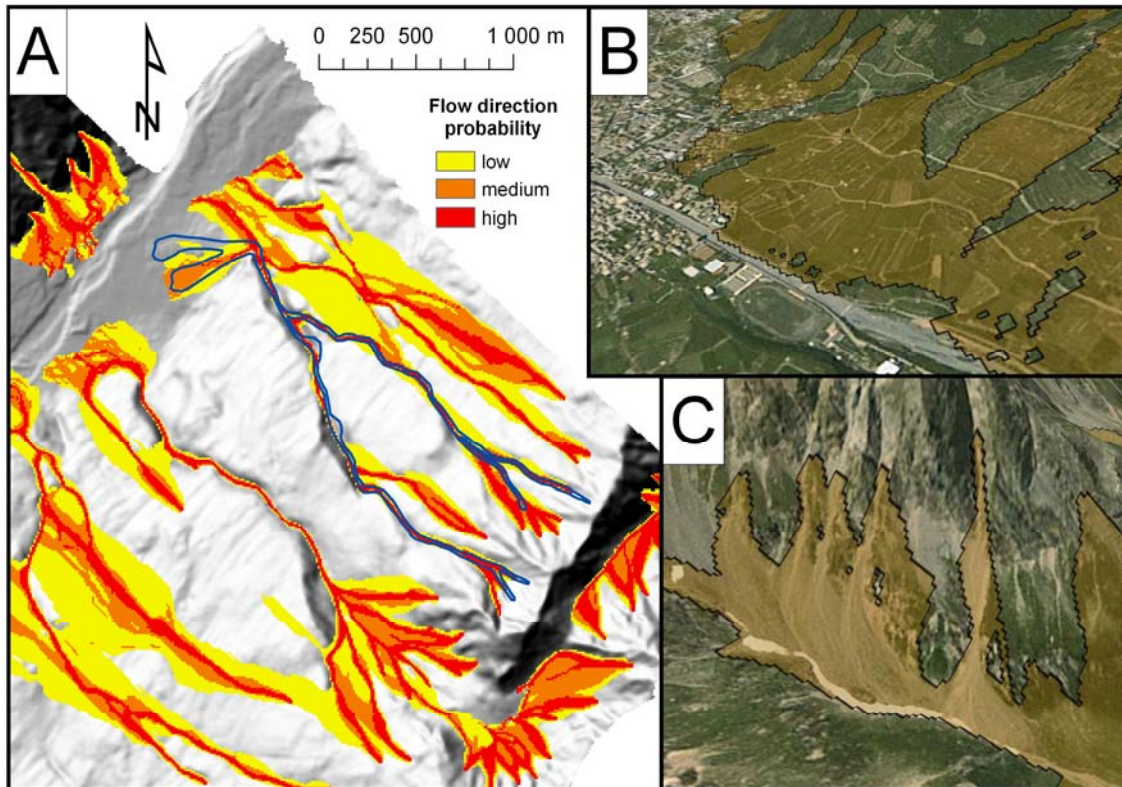 A
N
0 250 500 1 000 m
Flow direction
probability
low
medium
high
B
C